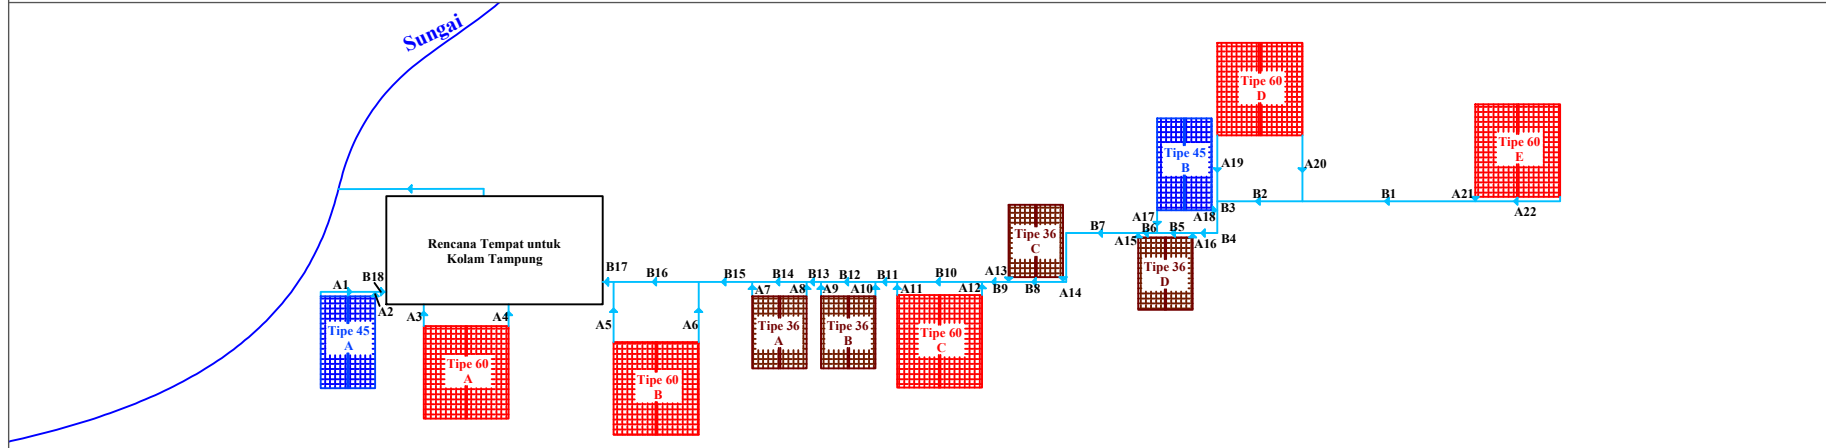 Sungai
Tipe 60
D
Tipe 60
E
Tipe 45
B
A19
A20
B3
B2
B1
A21
A22
A17
A18
B7
B6
B5
B4
A15
A16
Tipe 36
C
Tipe 36
D
Rencana Tempat untuk
Kolam Tampung
B17
B16
B15
B14
B13
B12
B11
B10
A13
B9
B8
A14
B18
A1
A2
A3
A4
A5
A6
A7
A8
A9
A10
A11
A12
Tipe 45
A
Tipe 60
A
Tipe 60
B
Tipe 36
A
Tipe 36
B
Tipe 60
C